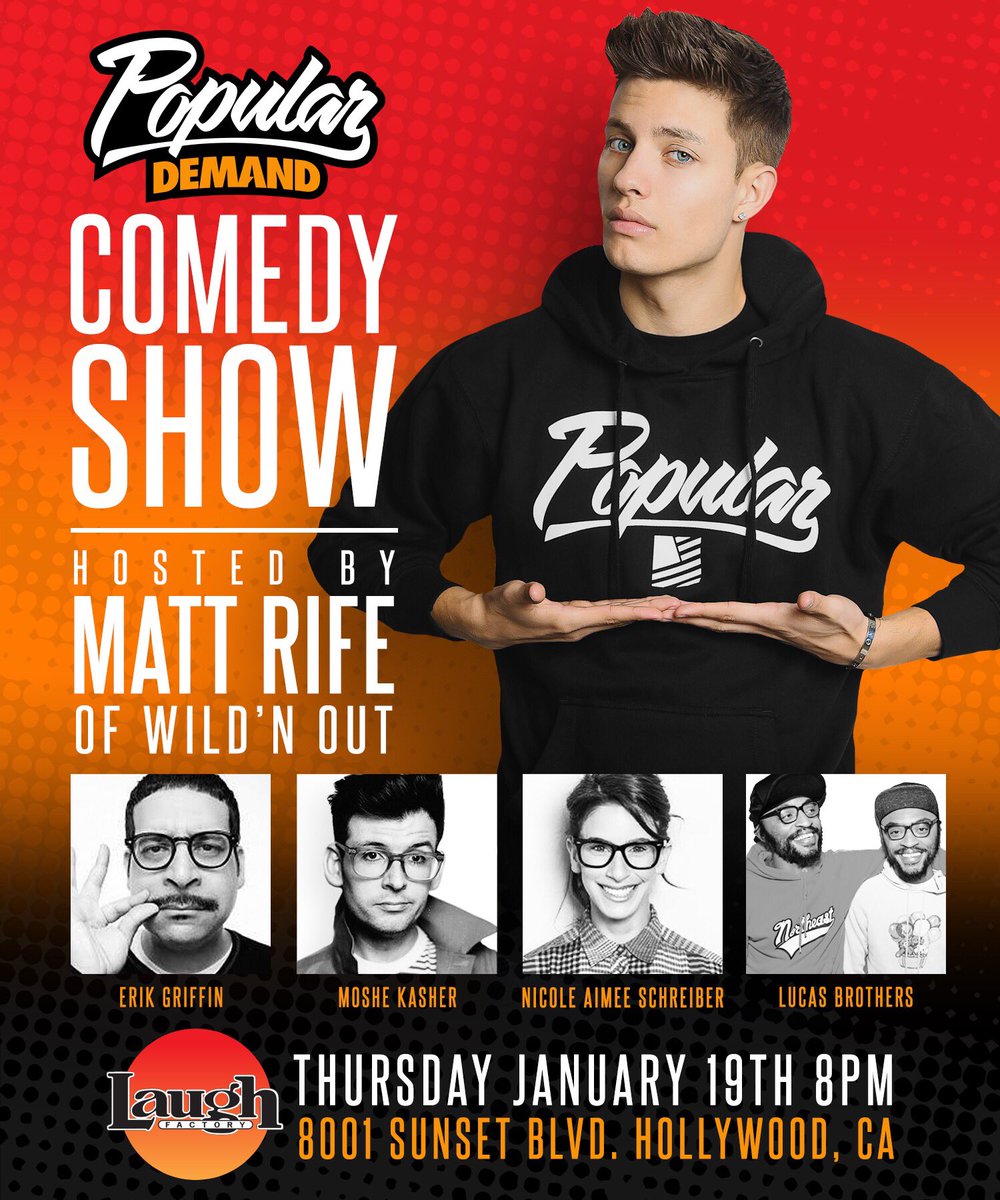 Popular
DEMAND
COMEDY
SHOW
HOSTED BY
MATT RIFE
OF WILD'N OUT
Popular
Northeast
ERIK GRIFFIN
MOSHE KASHER
NICOLE AIMEE SCHREIBER
LUCAS BROTHERS
Laugh
FACTORY
THURSDAY JANUARY 19TH 8PM
8001 SUNSET BLVD. HOLLYWOOD, CA